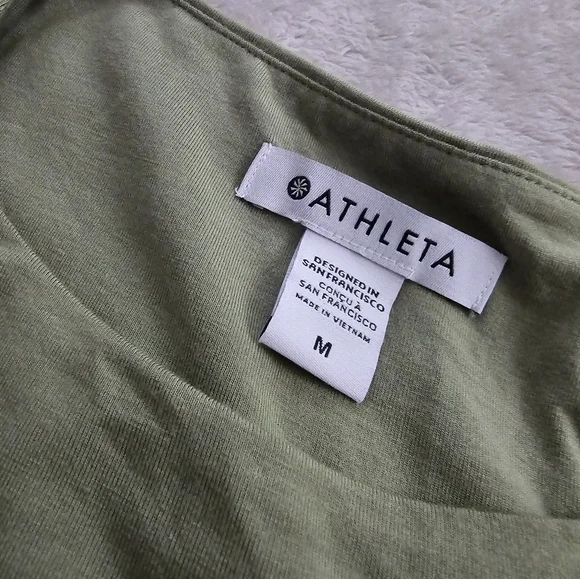 ATHLETA
DESIGNED IN
SAN FRANCISCO
CONÇU À
SAN FRANCISCO
MADE IN VIETNAM
M